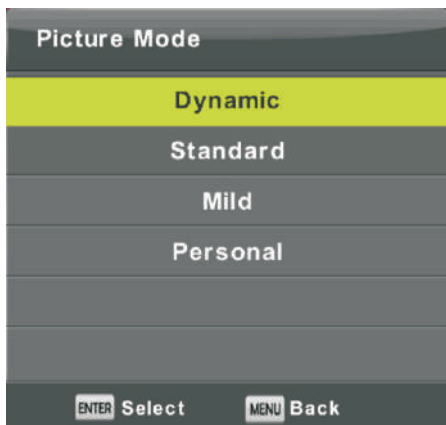 Picture Mode
Dynamic
Standard
Mild
Personal
ENTER Select MENU Back